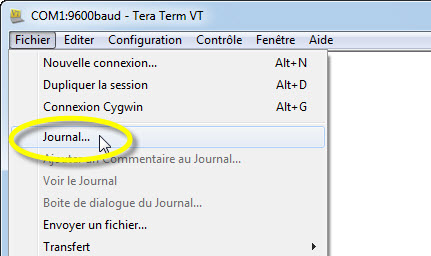 COM1:9600baud - Tera Term VT
Fichier Editer Configuration Contrôle Fenêtre Aide
Nouvelle connexion... Alt+N
Dupliquer la session Alt+D
Connexion Cygwin Alt+G
Journal...
Ajouter un Commentaire au Journal...
Voir le Journal
Boite de dialogue du Journal...
Envoyer un fichier...
Transfert